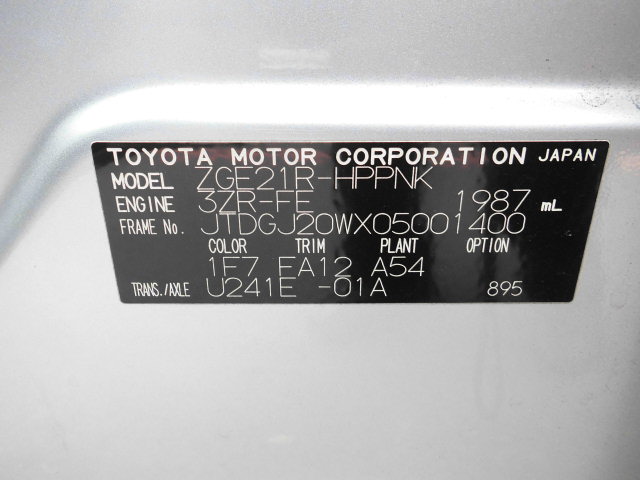 TOYOTA MOTOR CORPORATION JAPAN
MODEL ZGE21R-HPPNK
ENGINE 3ZR-FE 1987 mL
FRAME No. JTDGJ20WX05001400
COLOR TRIM PLANT OPTION
1F7 EA12 A54
TRANS./AXLE U241E -01A 895